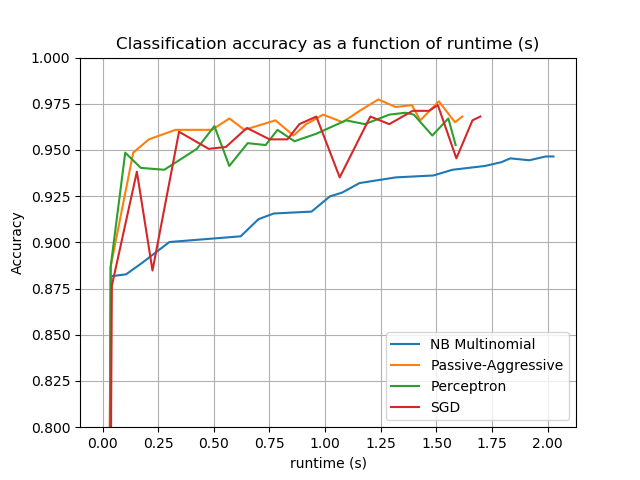 Classification accuracy as a function of runtime (s)
1.000
0.975
0.950
0.925
0.900
0.875
0.850
0.825
0.800
Accuracy
NB Multinomial
Passive-Aggressive
Perceptron
SGD
0.00 0.25 0.50 0.75 1.00 1.25 1.50 1.75 2.00
runtime (s)